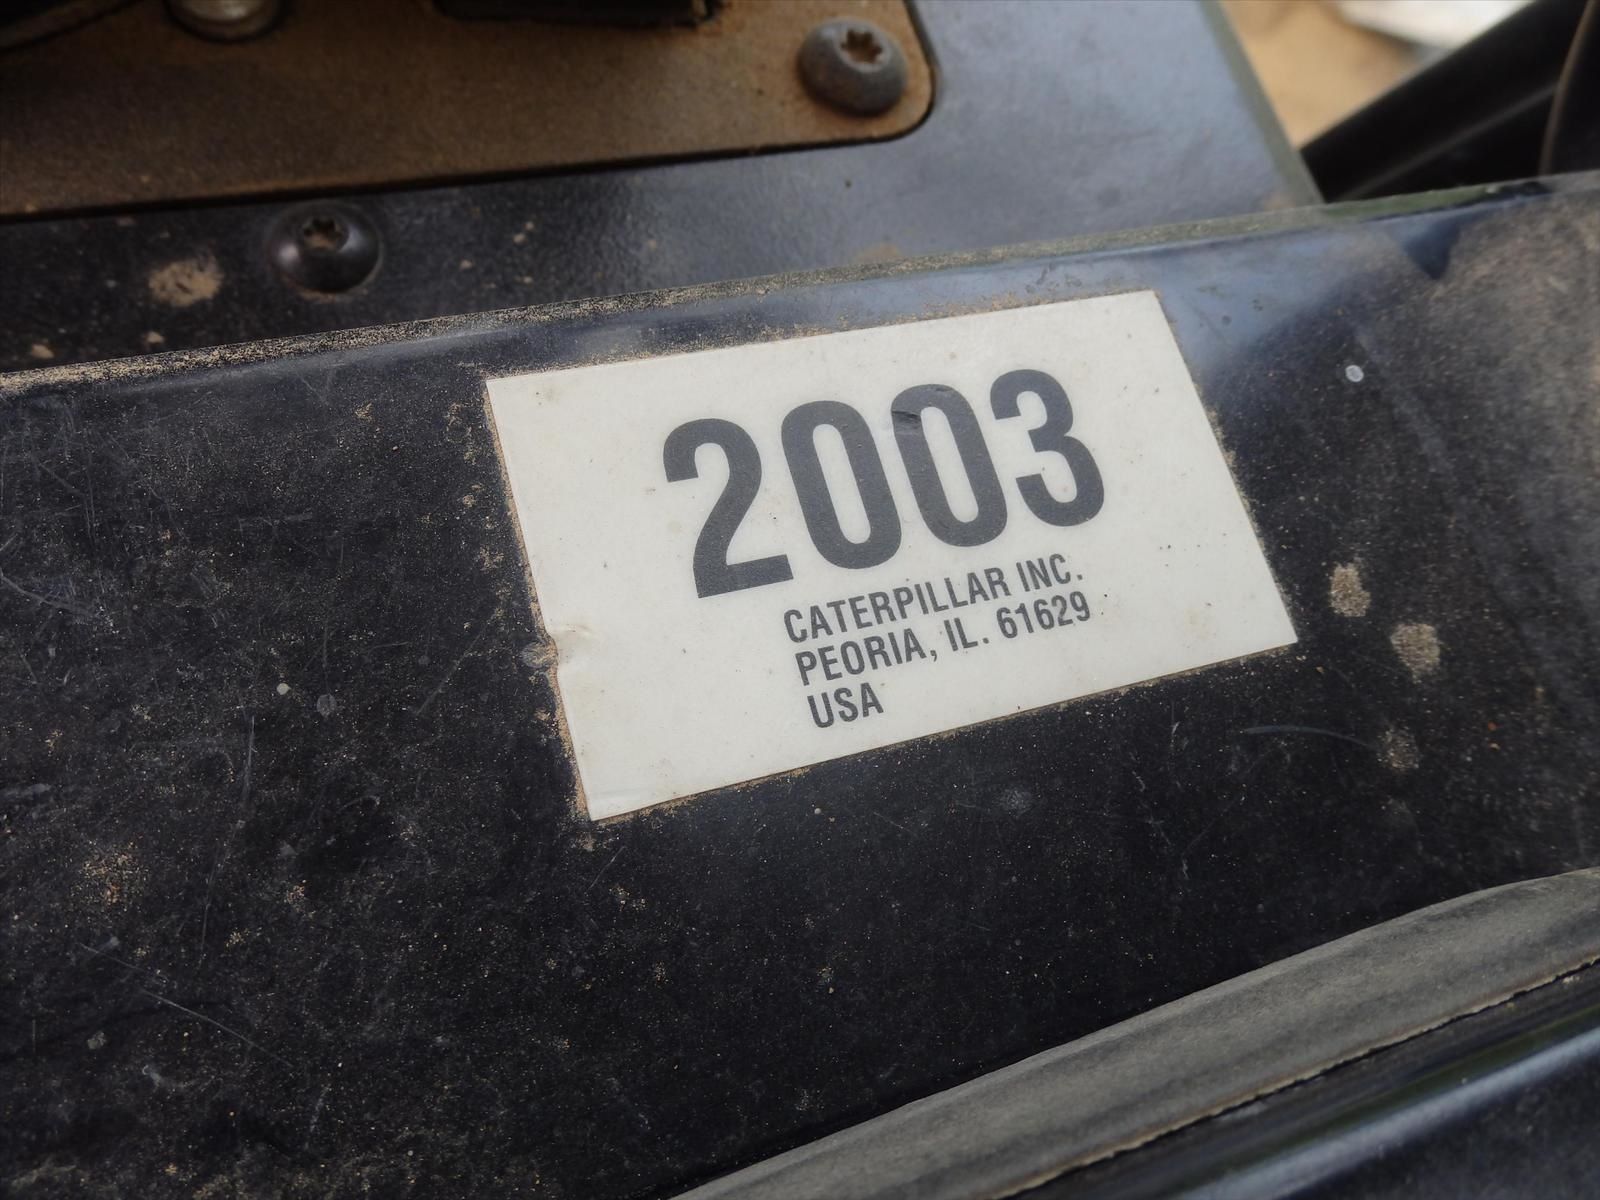 2003
CATERPILLAR INC.
PEORIA, IL. 61629
USA